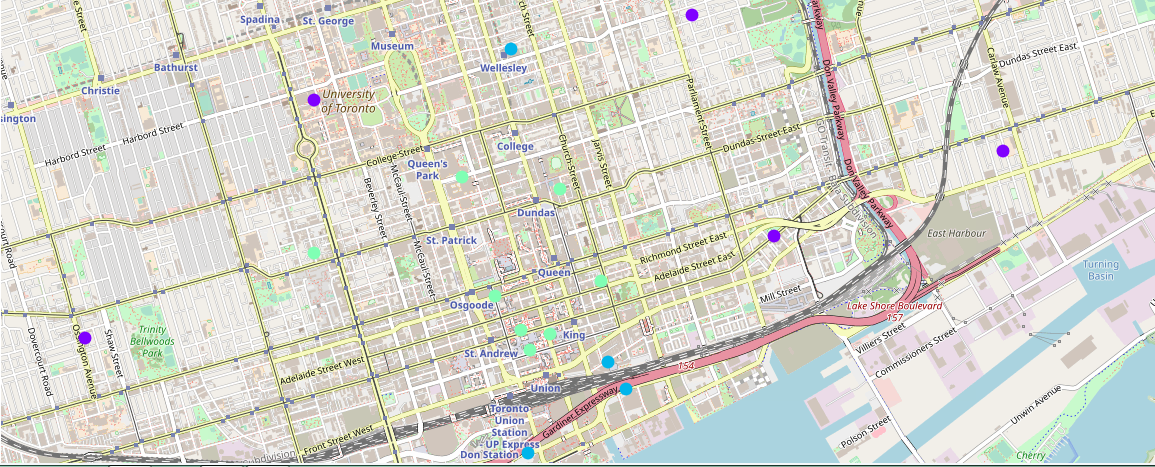 Spadina
St. George
Museum
Wellesley
Bathurst
Christie
University
of Toronto
Harbord Street
Harbord Street
College Street
College
Queen's
Park
Church Street
Jarvis Street
Parliament Street
Dundas Street East
Dundas Street East
Carlaw Avenue
Don Valley Parkway
Don Valley Parkway
Beverley Street
McCaul Street
McCaul Street
Dundas
St. Patrick
Queen
Richmond Street East
Adelaide Street East
Mill Street
East Harbour
Turning
Basin
Lake Shore Boulevard
157
Osgoode
King
St. Andrew
Union
Toronto
Union
Station
UP Express
Don Station
Gardiner Expressway
154
Adelaide Street West
Front Street West
Trinity
Bellwoods
Park
Shaw Street
Ossington Avenue
Dovercourt Road
Villiers Street
Commissioners Street
Unwin Avenue
Polson Street
Cherry